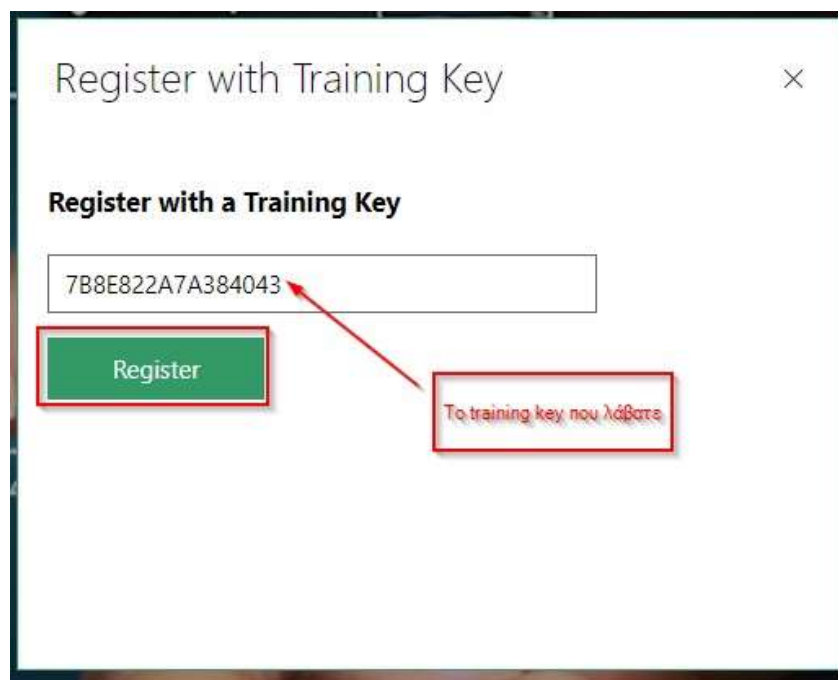 Register with Training Key
Register with a Training Key
7B8E822A7A384043
Register
Το training key που λάβατε